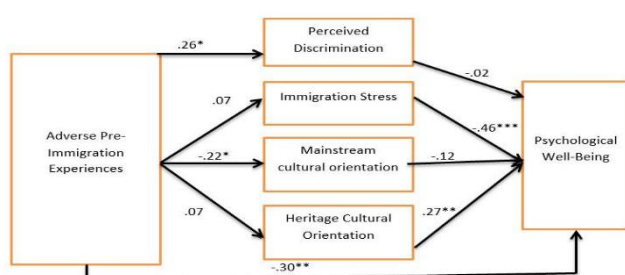 Perceived
Discrimination
.26*
-.02
.07
Immigration Stress
-.46***
Adverse Pre-
Immigration
Experiences
Psychological
Well-Being
-.22*
Mainstream
cultural orientation
-.12
.07
Heritage Cultural
Orientation
.27**
-.30**